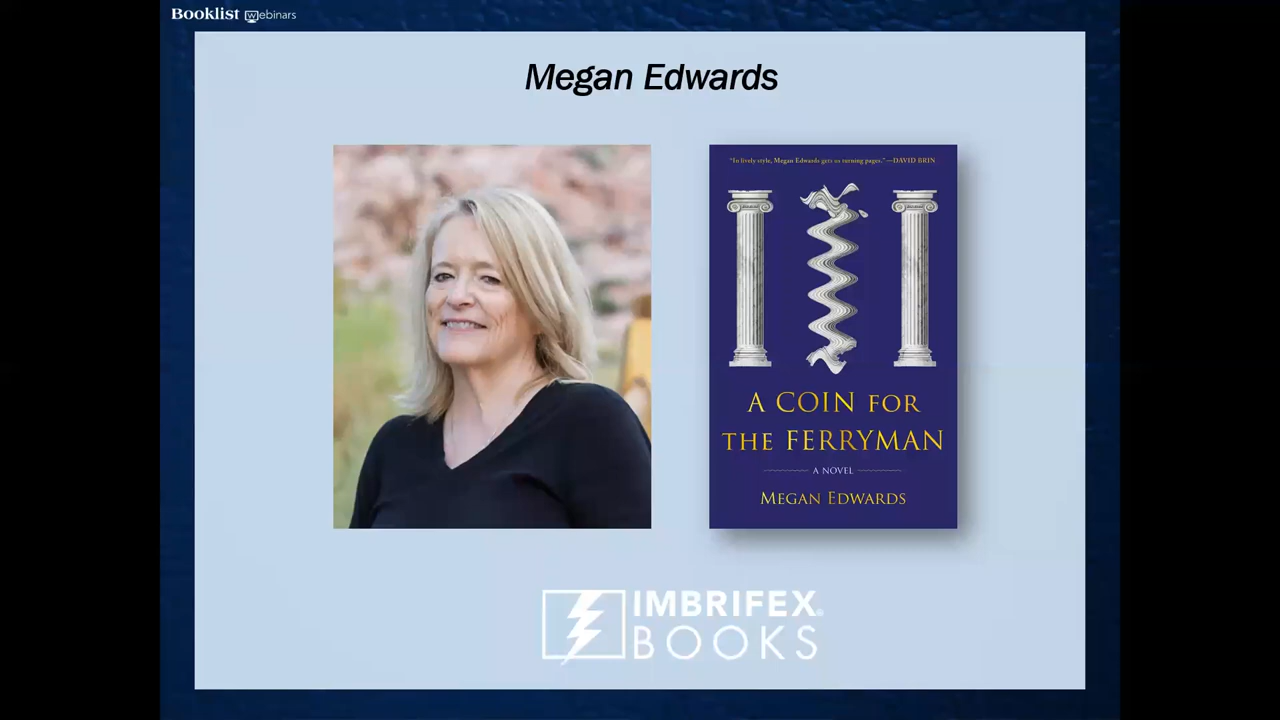 Booklist Webinars
Megan Edwards
"In lively style, Megan Edwards gets us turning pages."—DAVID BRIN
A COIN FOR
THE FERRYMAN
A NOVEL
MEGAN EDWARDS
IMBRIFEX®
BOOKS